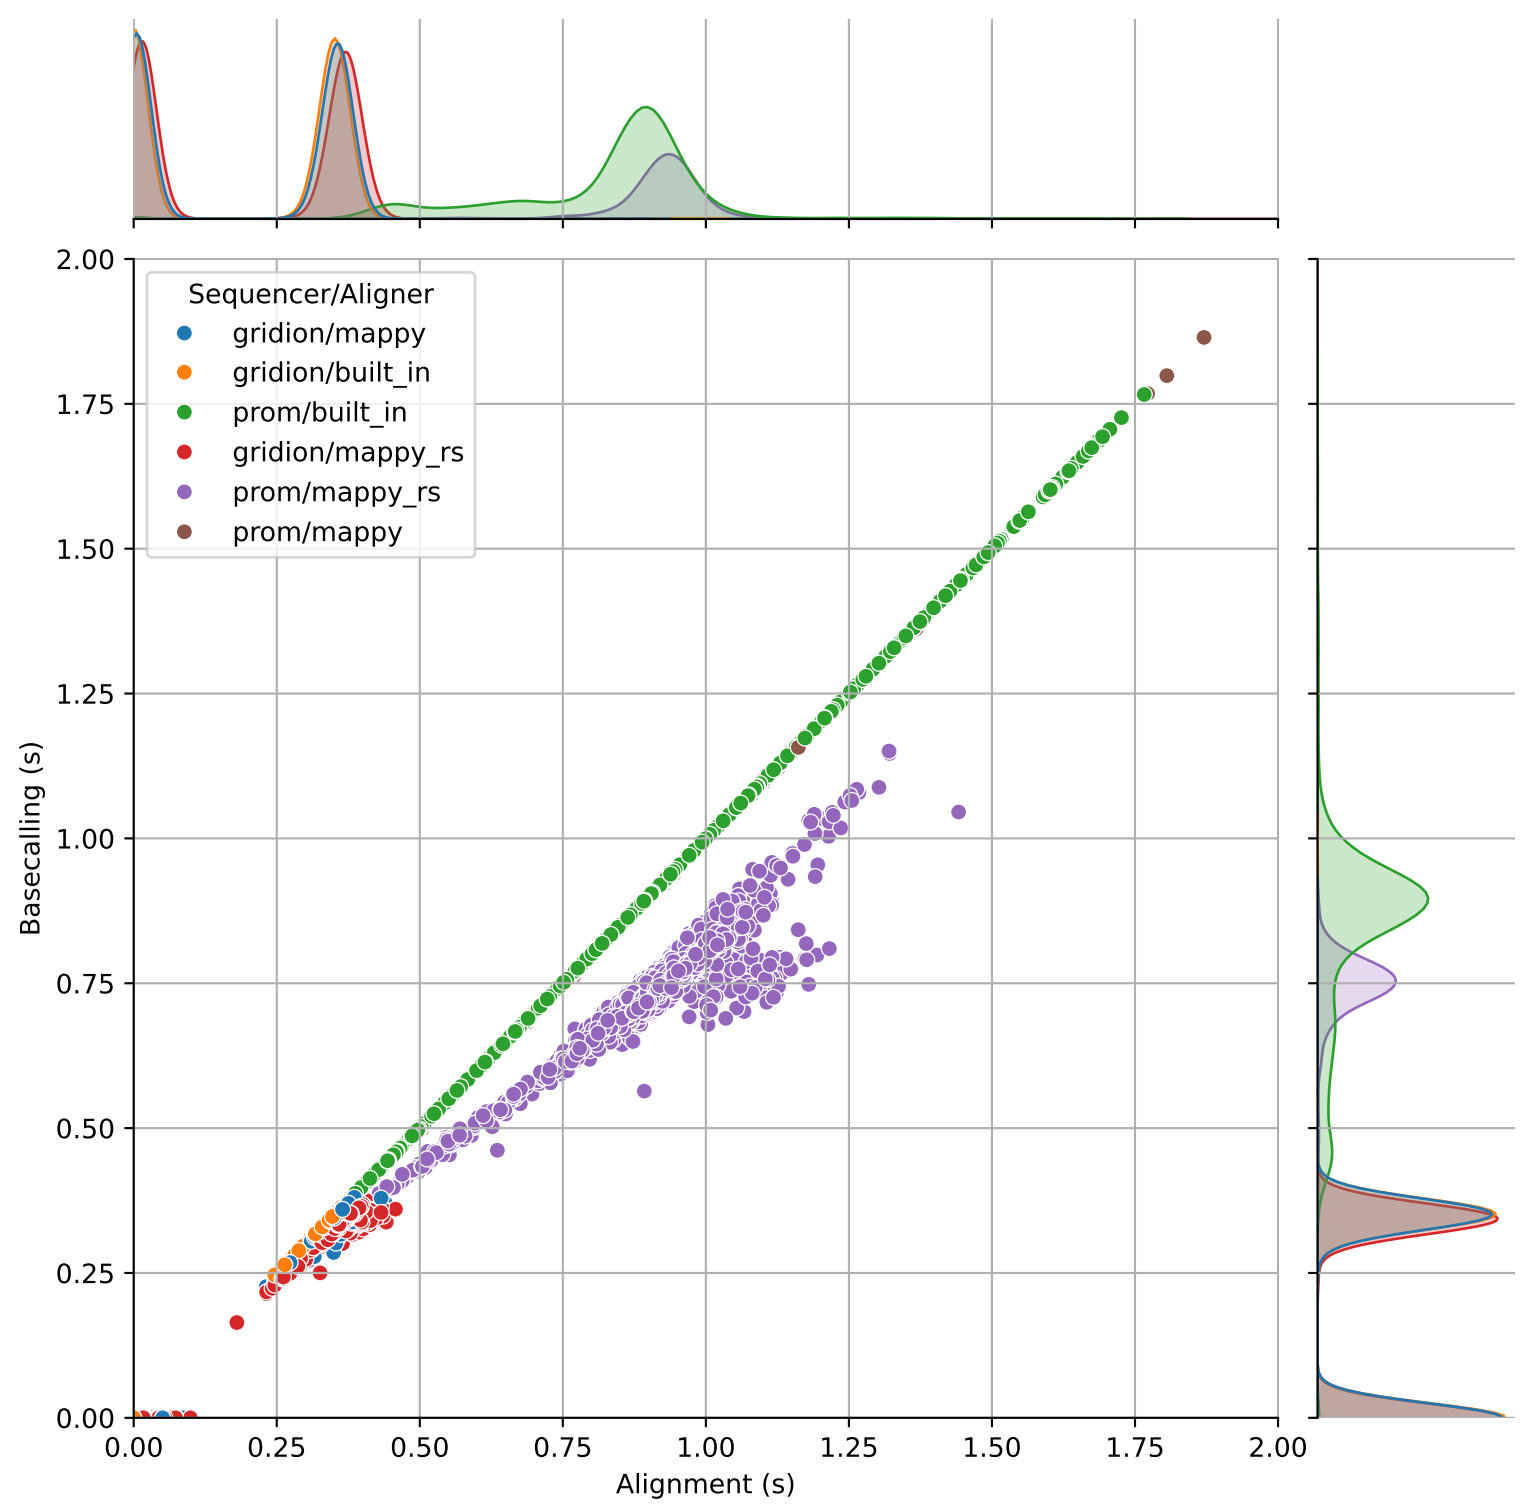 2.00
1.75
1.50
1.25
1.00
0.75
0.50
0.25
0.00
Basecalling (s)
Sequencer/Aligner
gridion/mappy
gridion/built_in
prom/built_in
gridion/mappy_rs
prom/mappy_rs
prom/mappy
0.00 0.25 0.50 0.75 1.00 1.25 1.50 1.75 2.00
Alignment (s)